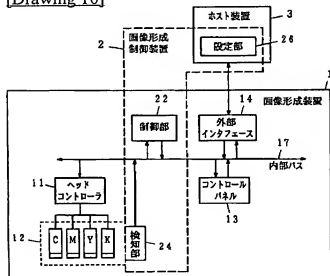 [Drawing 10]
ホスト装置
3
2
画像形成
制御装置
設定部
26
1
画像形成装置
22
制御部
14
外部
インタフェース
17
内部バス
11
ヘッド
コントローラ
コントロール
パネル
13
12
C M Y K
検知部
24